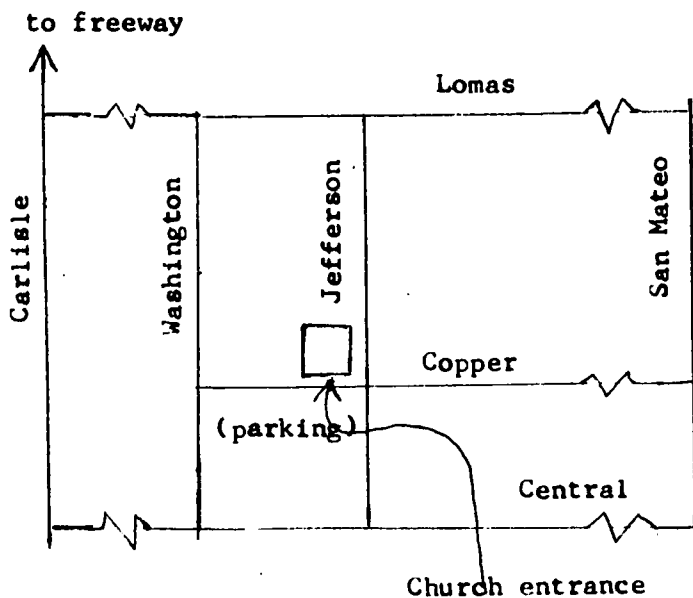 to freeway
Lomas
Carlisle
Washington
Jefferson
San Mateo
Copper
(parking)
Central
Church entrance